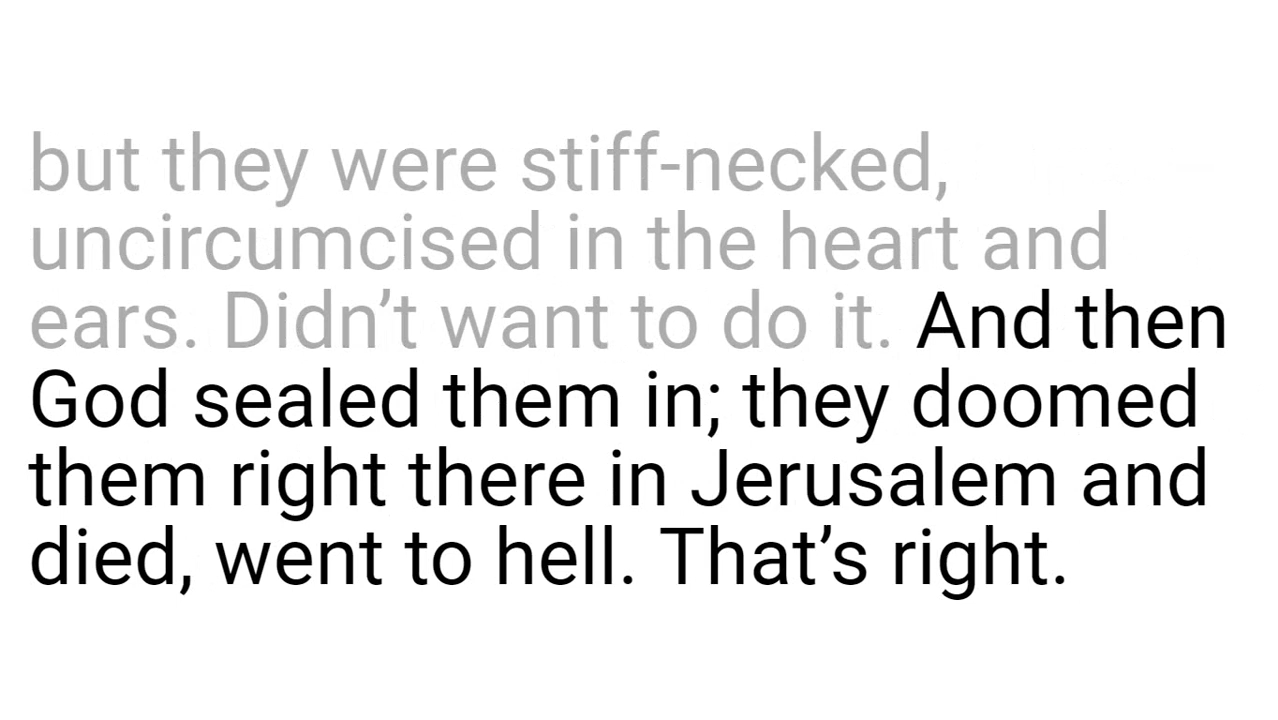 but they were stiff-necked,
uncircumcised in the heart and
ears. Didn’t want to do it. And then
God sealed them in; they doomed
them right there in Jerusalem and
died, went to hell. That’s right.